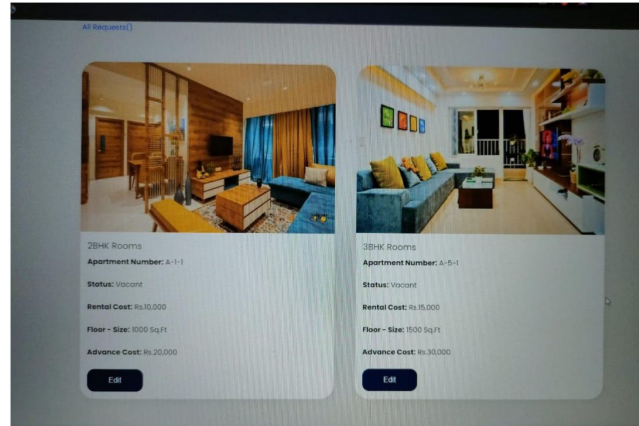 All Requests()
2BHK Rooms
Apartment Number: A-1-1
Status: Vacant
Rental Cost: Rs.10,000
Floor - Size: 1000 Sq.Ft
Advance Cost: Rs.20,000
Edit
3BHK Rooms
Apartment Number: A-5-1
Status: Vacant
Rental Cost: Rs.15,000
Floor - Size: 1500 Sq.Ft
Advance Cost: Rs.30,000
Edit